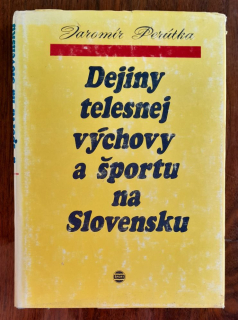 Jaromír Perútka
Dejiny
telesnej
výchovy
a športu
na
Slovensku